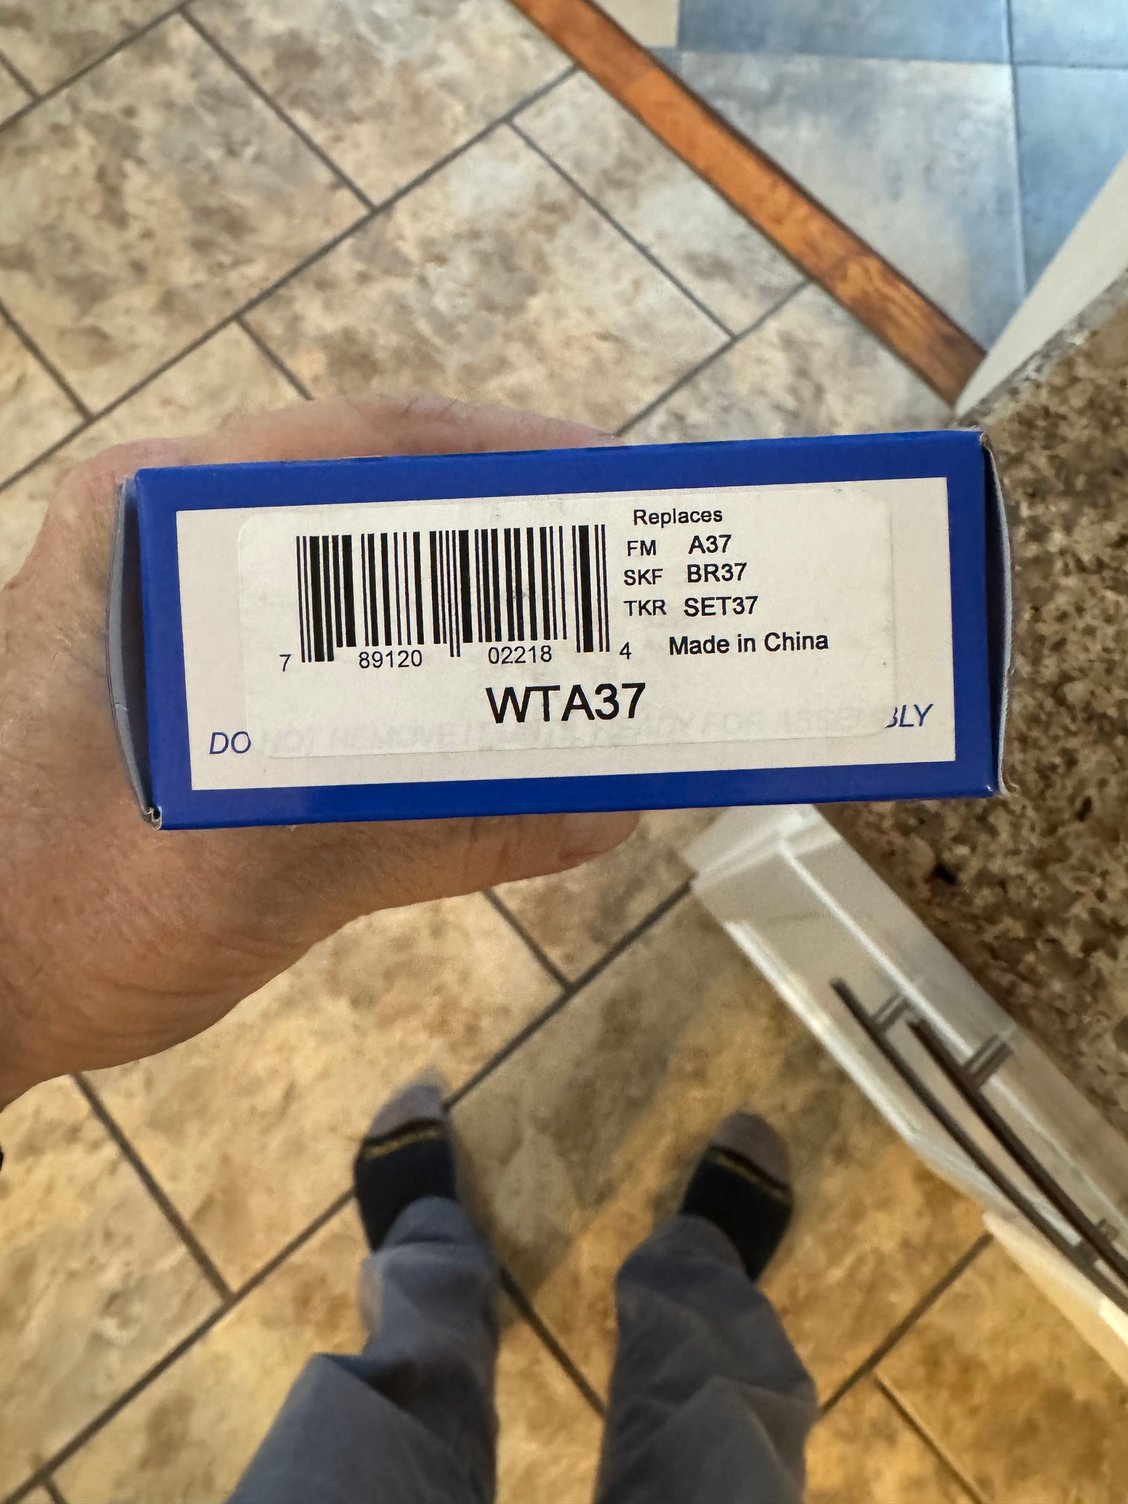 Replaces
FM A37
SKF BR37
TKR SET37
Made in China
7 89120 02218 4
WTA37
DO BLY